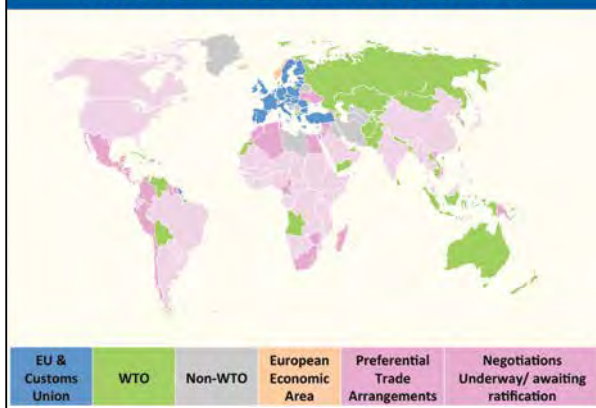 EU &
Customs
Union
WTO
Non-WTO
European
Economic
Area
Preferential
Trade
Arrangements
Negotiations
Underway/ awaiting
ratification